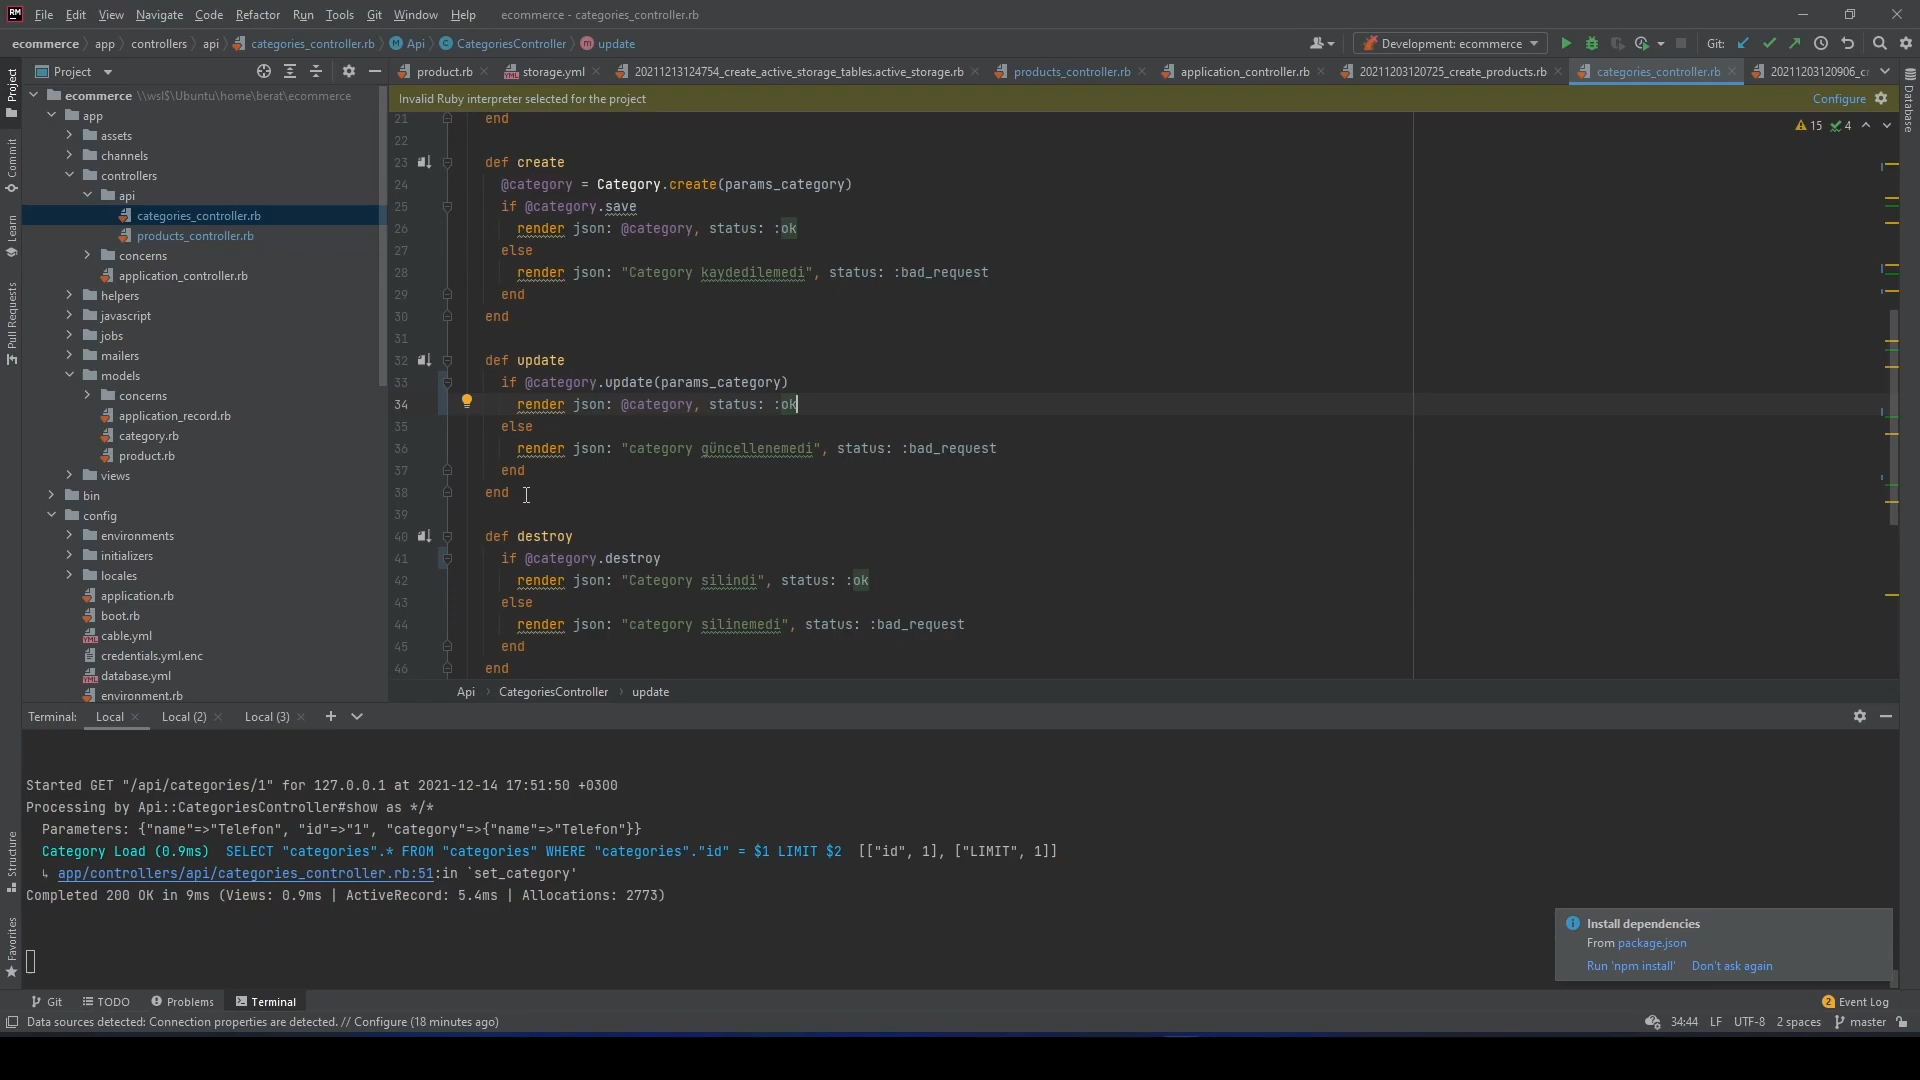 RM File Edit View Navigate Code Refactor Run Tools Git Window Help ecommerce - categories_controller.rb
ecommerce app controllers api categories_controller.rb Api CategoriesController update Development: ecommerce Git:
Project
product.rb storage.yml 20211213124754_create_active_storage_tables.active_storage.rb products_controller.rb application_controller.rb 20211203120725_create_products.rb categories_controller.rb 20211203120906_c
Invalid Ruby interpreter selected for the project Configure
15 4
ecommerce \\wsl$\Ubuntu\home\berat\ecommerce
app
assets
channels
controllers
api
categories_controller.rb
products_controller.rb
concerns
application_controller.rb
helpers
javascript
jobs
mailers
models
concerns
application_record.rb
category.rb
product.rb
views
bin
config
environments
initializers
locales
application.rb
boot.rb
cable.yml
credentials.yml.enc
database.yml
environment.rb
21 end
22
23 def create
24 @category = Category.create(params_category)
25 if @category.save
26 render json: @category, status: :ok
27 else
28 render json: "Category kaydedilemedi", status: :bad_request
29 end
30 end
31
32 def update
33 if @category.update(params_category)
34 render json: @category, status: :ok
35 else
36 render json: "category güncellenemedi", status: :bad_request
37 end
38 end
39
40 def destroy
41 if @category.destroy
42 render json: "Category silindi", status: :ok
43 else
44 render json: "category silinemedi", status: :bad_request
45 end
46 end
Api CategoriesController update
Project
Commit
Learn
Pull Requests
Structure
Favorites
Database
Terminal: Local Local (2) Local (3)
Started GET "/api/categories/1" for 127.0.0.1 at 2021-12-14 17:51:50 +0300
Processing by Api::CategoriesController#show as */*
Parameters: {"name"=>"Telefon", "id"=>"1", "category"=>{"name"=>"Telefon"}}
Category Load (0.9ms) SELECT "categories".* FROM "categories" WHERE "categories"."id" = $1 LIMIT $2 [["id", 1], ["LIMIT", 1]]
↳ app/controllers/api/categories_controller.rb:51:in `set_category'
Completed 200 OK in 9ms (Views: 0.9ms | ActiveRecord: 5.4ms | Allocations: 2773)
Install dependencies
From package.json
Run 'npm install' Don't ask again
Git TODO Problems Terminal 2 Event Log
Data sources detected: Connection properties are detected. // Configure (18 minutes ago) 34:44 LF UTF-8 2 spaces master